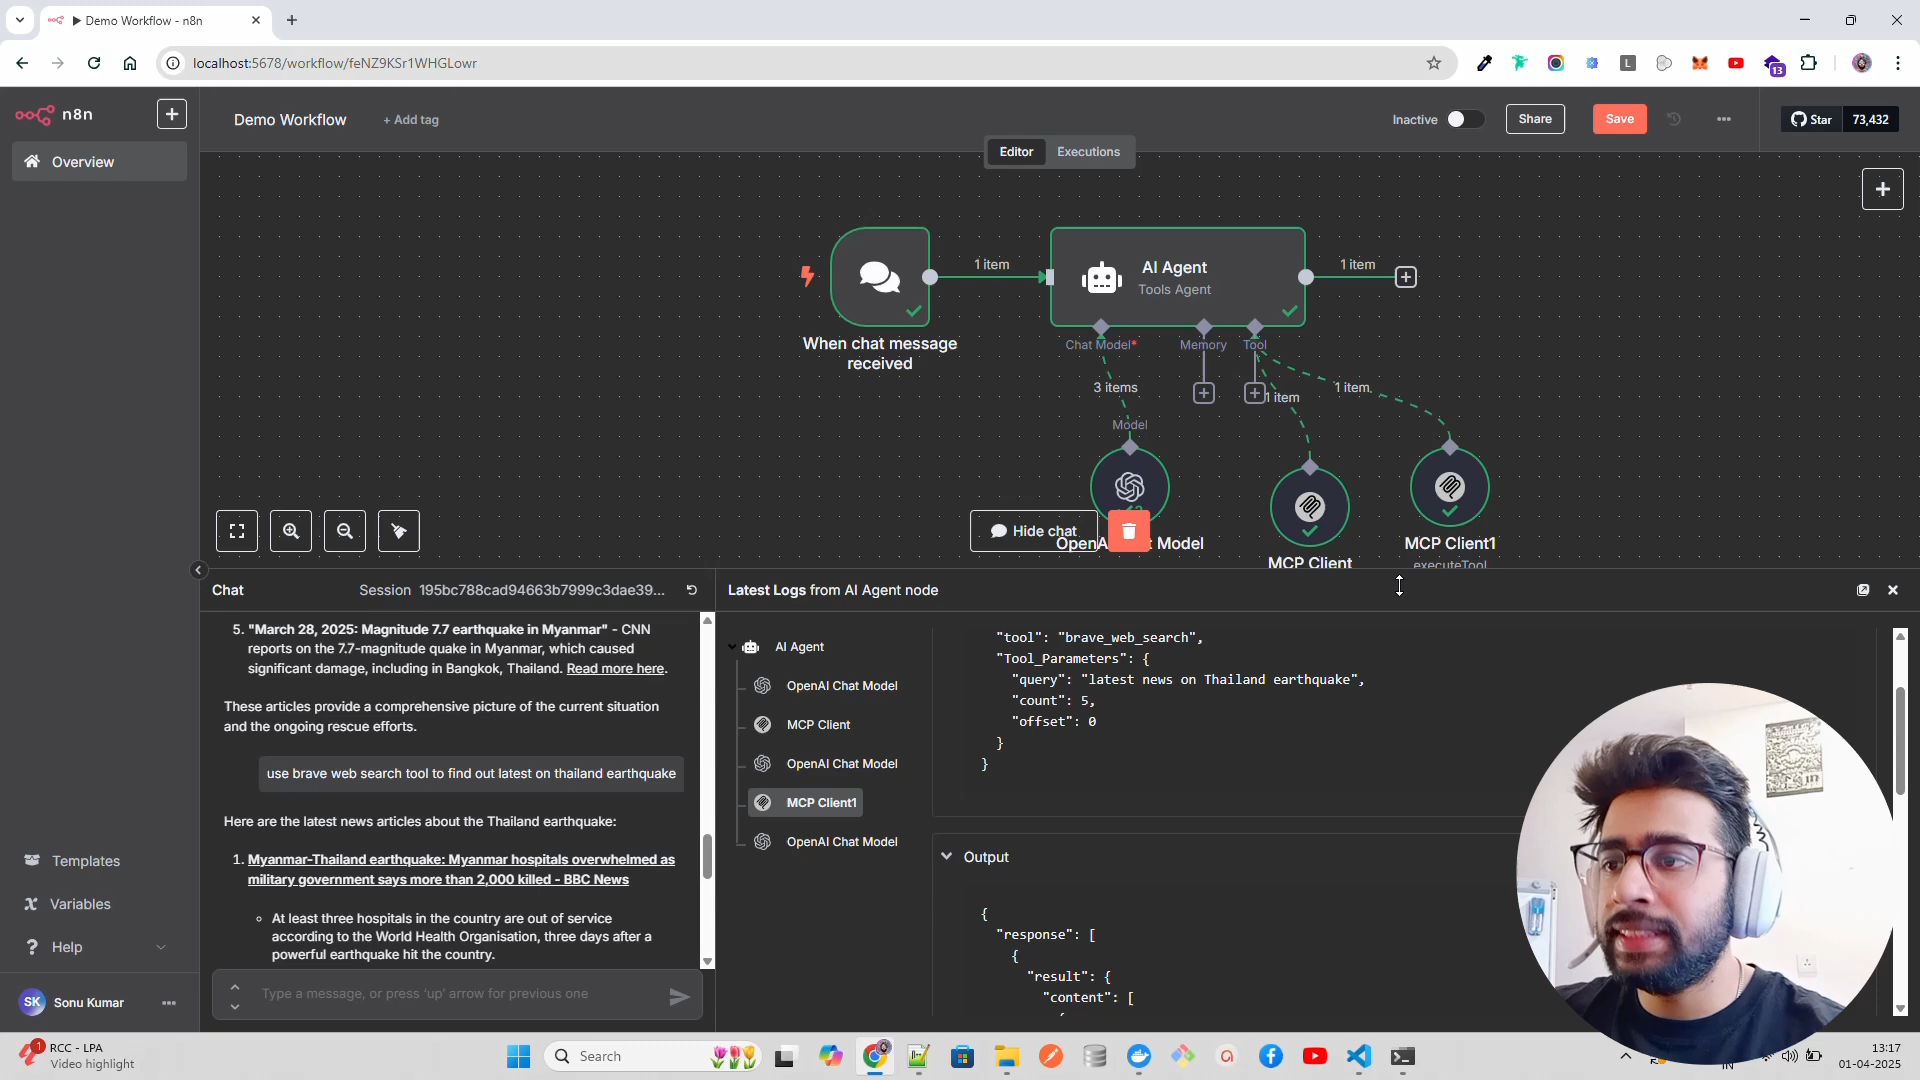 Demo Workflow - n8n
localhost:5678/workflow/feNZ9KSr1WHGLowr
L
13
n8n
Demo Workflow
+ Add tag
Inactive
Share
Save
Star
73,432
Overview
Editor
Executions
1 item
AI Agent
Tools Agent
1 item
When chat message
received
Chat Model*
Memory
Tool
3 items
1 item
1 item
Model
Hide chat
OpenA
Model
MCP Client
MCP Client1
executeTool
Chat
Session 195bc788cad94663b7999c3dae39...
Latest Logs from AI Agent node
5. "March 28, 2025: Magnitude 7.7 earthquake in Myanmar" - CNN
reports on the 7.7-magnitude quake in Myanmar, which caused
significant damage, including in Bangkok, Thailand. Read more here.
These articles provide a comprehensive picture of the current situation
and the ongoing rescue efforts.
use brave web search tool to find out latest on thailand earthquake
Here are the latest news articles about the Thailand earthquake:
1. Myanmar-Thailand earthquake: Myanmar hospitals overwhelmed as
military government says more than 2,000 killed - BBC News
At least three hospitals in the country are out of service
according to the World Health Organisation, three days after a
powerful earthquake hit the country.
Type a message, or press 'up' arrow for previous one
AI Agent
OpenAI Chat Model
MCP Client
OpenAI Chat Model
MCP Client1
OpenAI Chat Model
"tool": "brave_web_search",
"Tool_Parameters": {
"query": "latest news on Thailand earthquake",
"count": 5,
"offset": 0
}
}
Output
{
"response": [
{
"result": {
"content": [
Templates
Variables
Help
SK
Sonu Kumar
1
RCC - LPA
Video highlight
Search
IN
13:17
01-04-2025